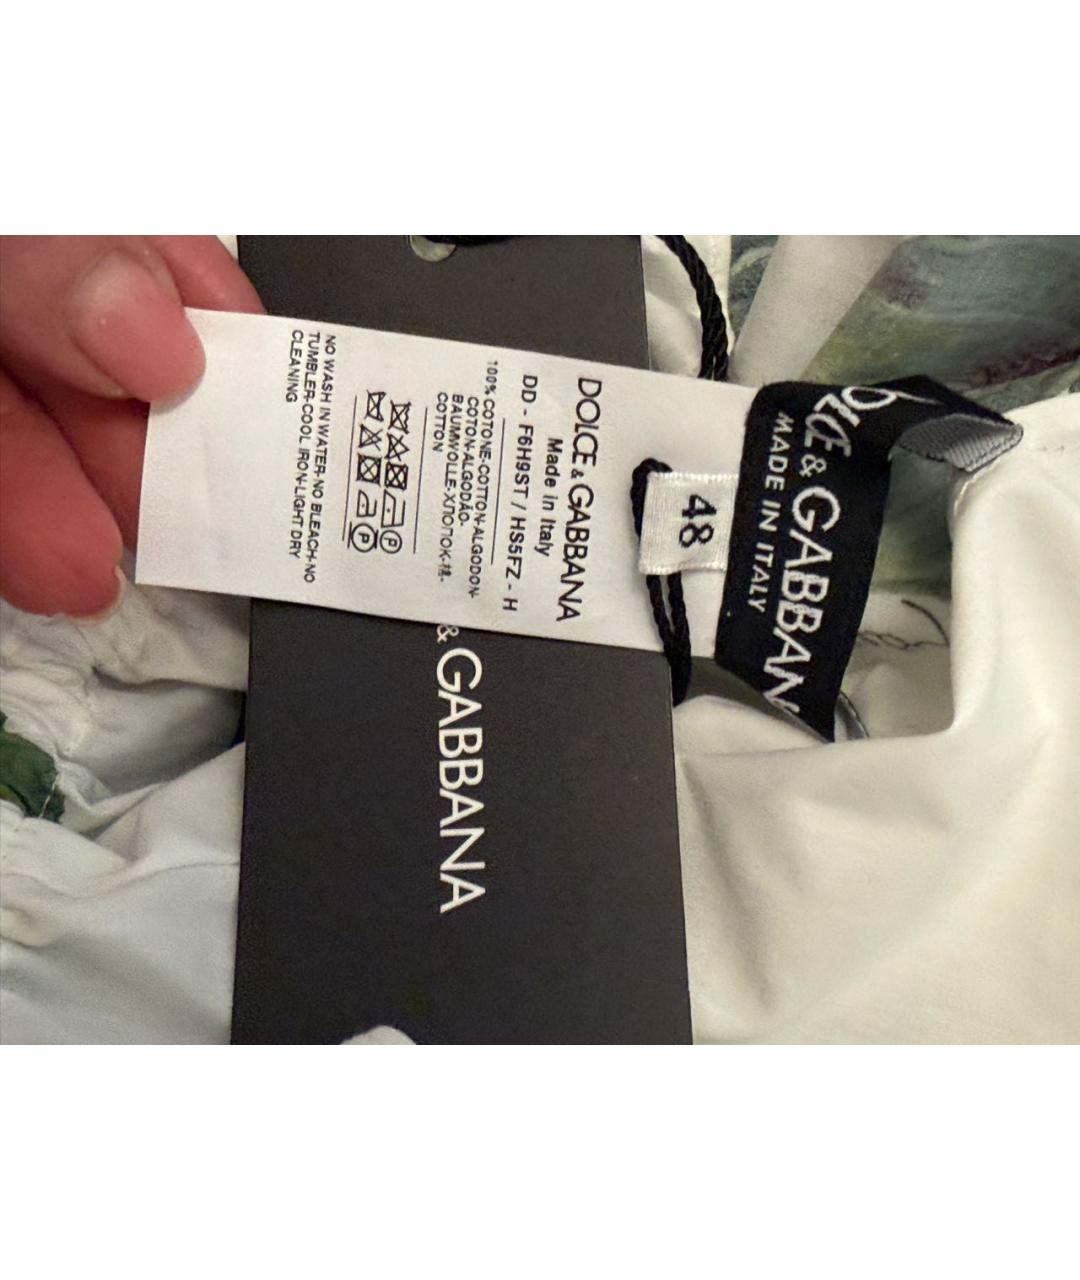 DOLCE & GABBANA
Made in Italy
DD - F6H9ST / HS5FZ - H
100% COTONE-COTTON-ALGODON-
COTON-ALGODÃO-
BAUMWOLLE-ХЛОПОК-棉-
COTTON
P
P
NO WASH IN WATER-NO BLEACH-NO
TUMBLER-COOL IRON-LIGHT DRY
CLEANING
48
& GABBAN
MADE IN ITALY
& GABBANA